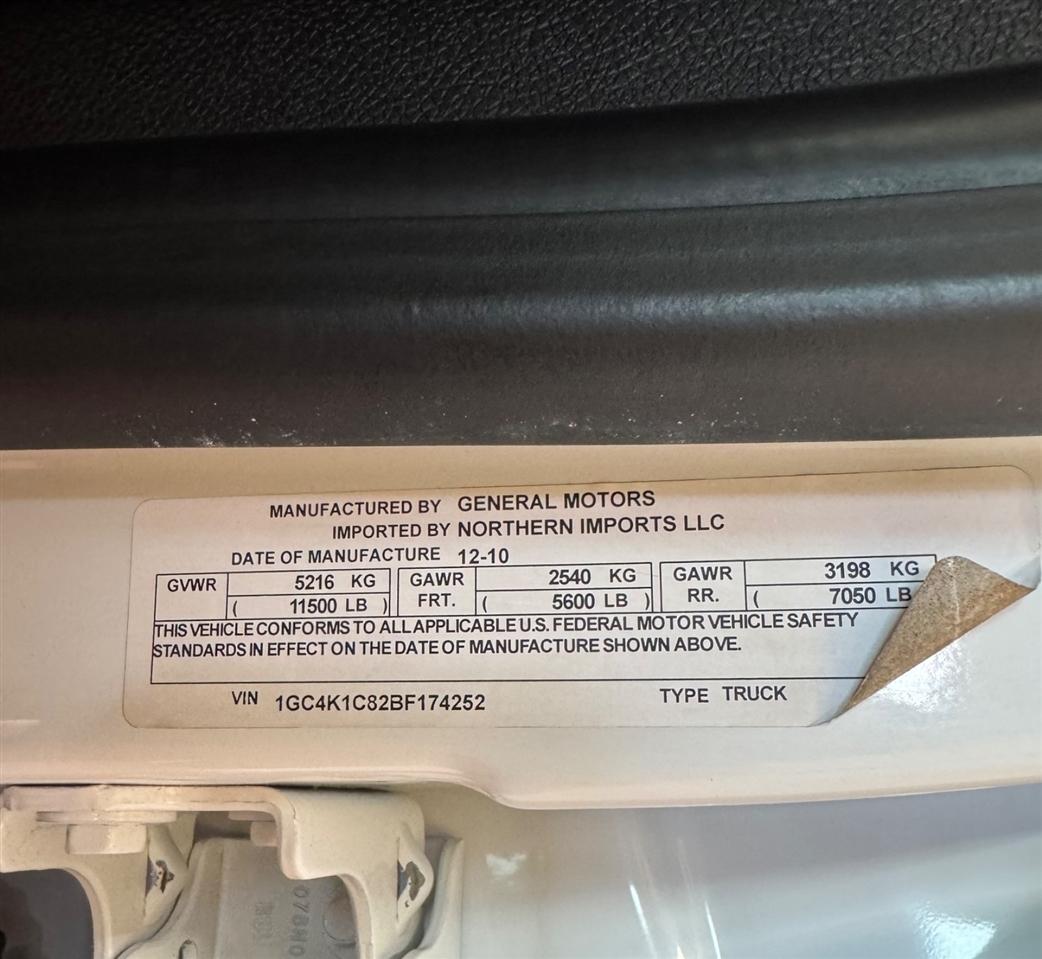 MANUFACTURED BY GENERAL MOTORS
IMPORTED BY NORTHERN IMPORTS LLC
DATE OF MANUFACTURE 12-10
GVWR 5216 KG GAWR 2540 KG GAWR 3198 KG
( 11500 LB ) FRT. ( 5600 LB ) RR. ( 7050 LB
THIS VEHICLE CONFORMS TO ALL APPLICABLE U.S. FEDERAL MOTOR VEHICLE SAFETY
STANDARDS IN EFFECT ON THE DATE OF MANUFACTURE SHOWN ABOVE.
VIN 1GC4K1C82BF174252 TYPE TRUCK